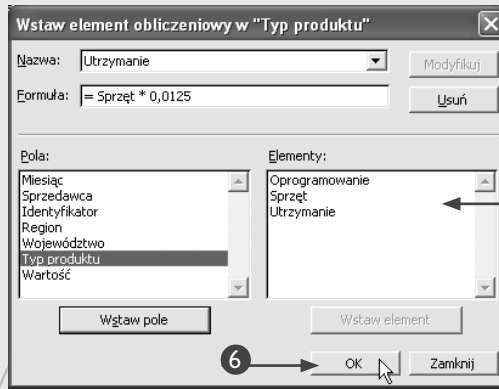 Wstaw element obliczeniowy w "Typ produktu"
Nazwa: Utrzymanie Modyfikuj
Formuła: = Sprzęt * 0,0125 Usuń
Pola: Elementy:
Miesiąc Oprogramowanie
Sprzedawca Sprzęt
Identyfikator Utrzymanie
Region
Województwo
Typ produktu
Wartość
Wstaw pole Wstaw element
6 OK Zamknij